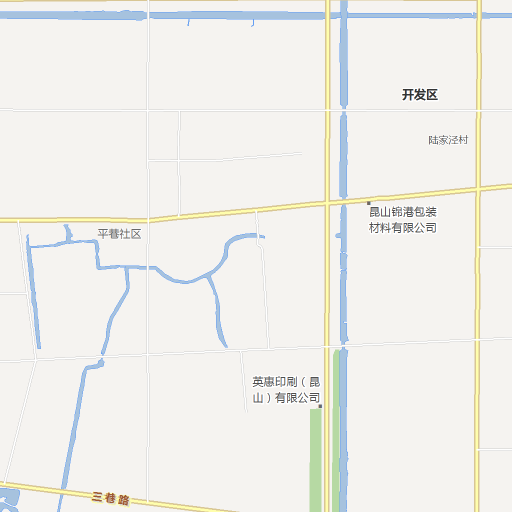 开发区
陆家泾村
昆山锦港包装
材料有限公司
平巷社区
英惠印刷（昆
山）有限公司
三巷路